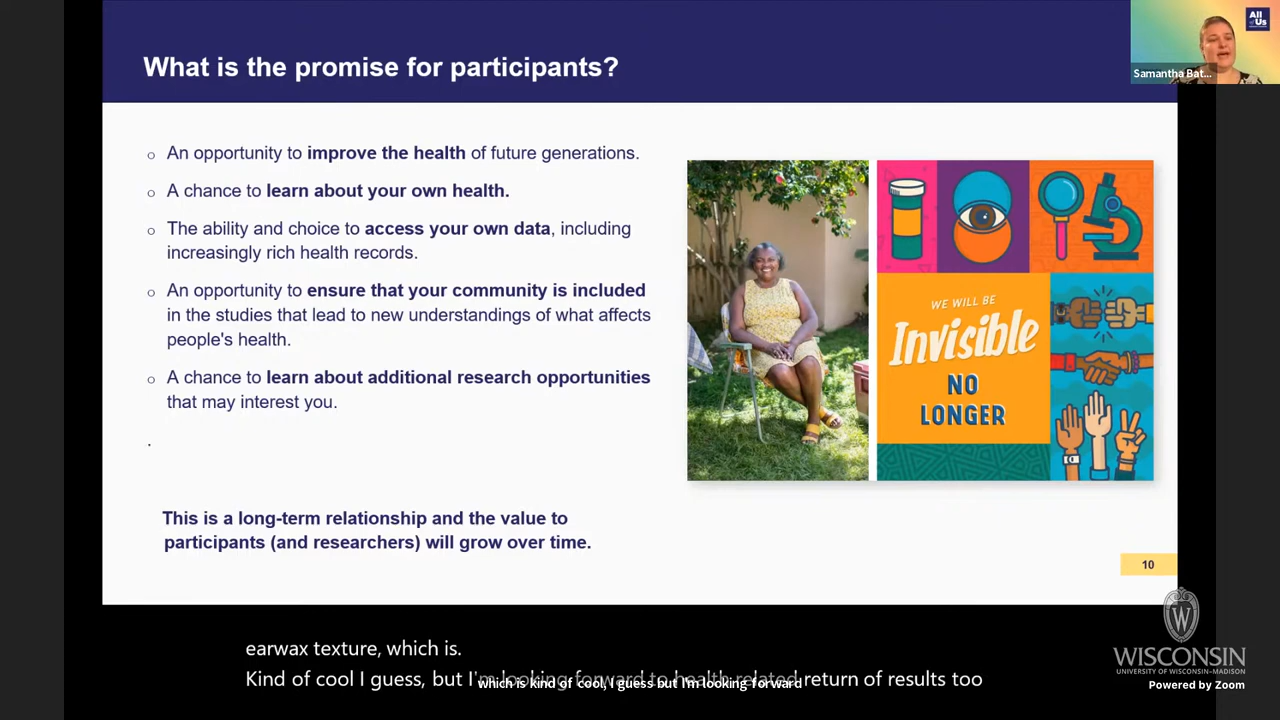 What is the promise for participants?
All
of Us
Samantha Bat...
An opportunity to improve the health of future generations.
A chance to learn about your own health.
The ability and choice to access your own data, including
increasingly rich health records.
An opportunity to ensure that your community is included
in the studies that lead to new understandings of what affects
people's health.
A chance to learn about additional research opportunities
that may interest you.
.
This is a long-term relationship and the value to
participants (and researchers) will grow over time.
WE WILL BE
Invisible
NO
LONGER
10
earwax texture, which is.
Kind of cool I guess, but I'm looking forward to health related return of results too
which is kind of cool, I guess but I'm looking forward
W
WISCONSIN
UNIVERSITY OF WISCONSIN–MADISON
Powered by Zoom